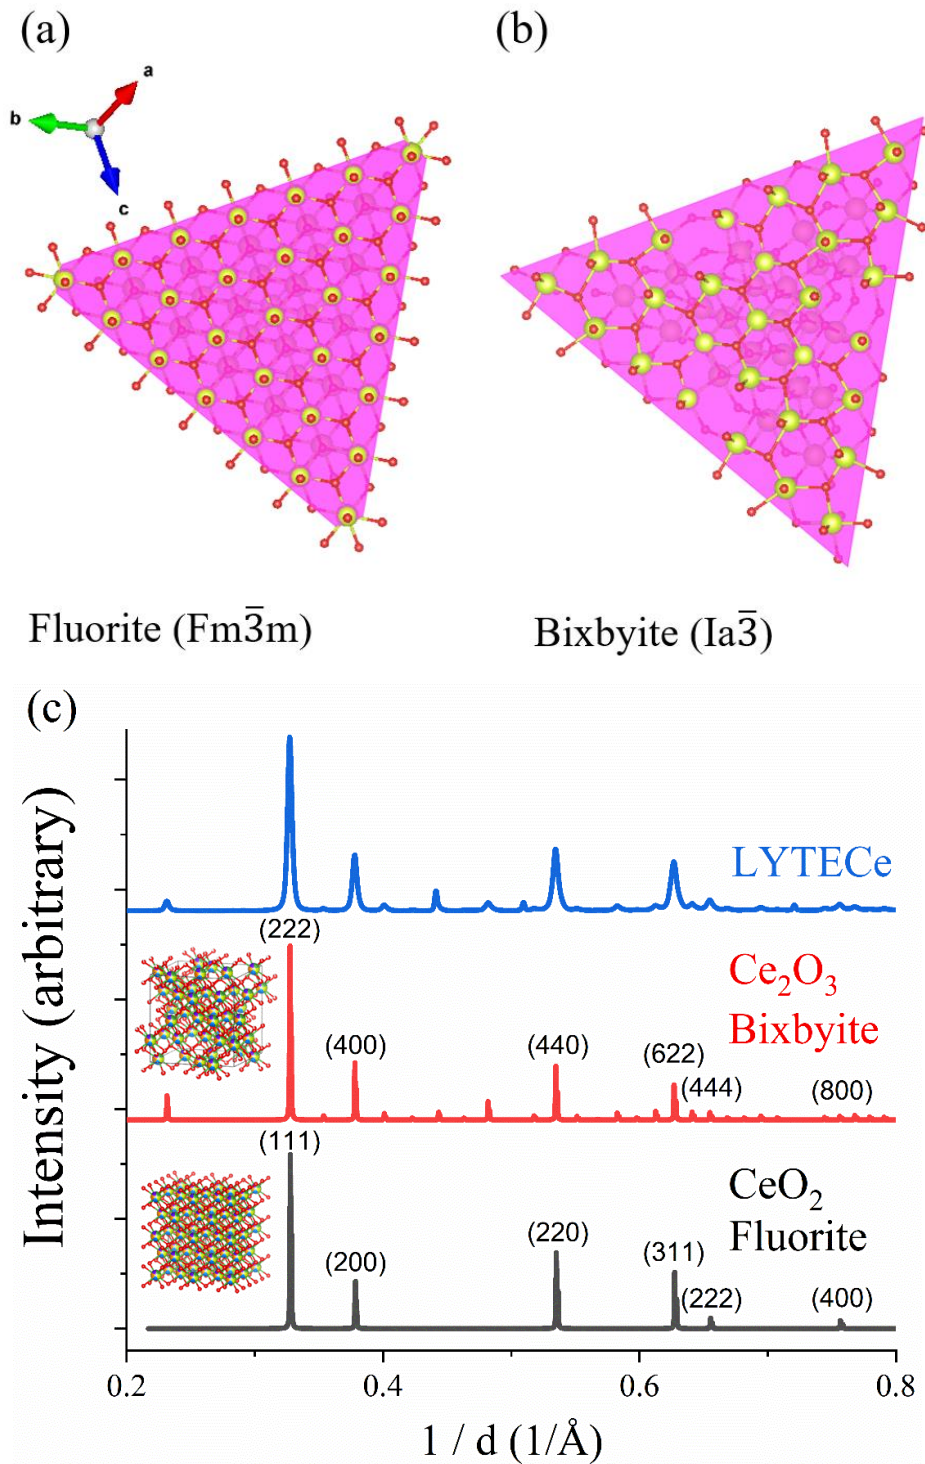 (a)
(b)
a
b
c
Fluorite (Fm3̅m)
Bixbyite (Ia3̅)
(c)
Intensity (arbitrary)
LYTECe
(222)
(400)
(440)
(622)
(444)
(800)
Ce₂O₃
Bixbyite
(111)
(200)
(220)
(311)
(222)
(400)
CeO₂
Fluorite
0.2
0.4
0.6
0.8
1 / d (1/Å)